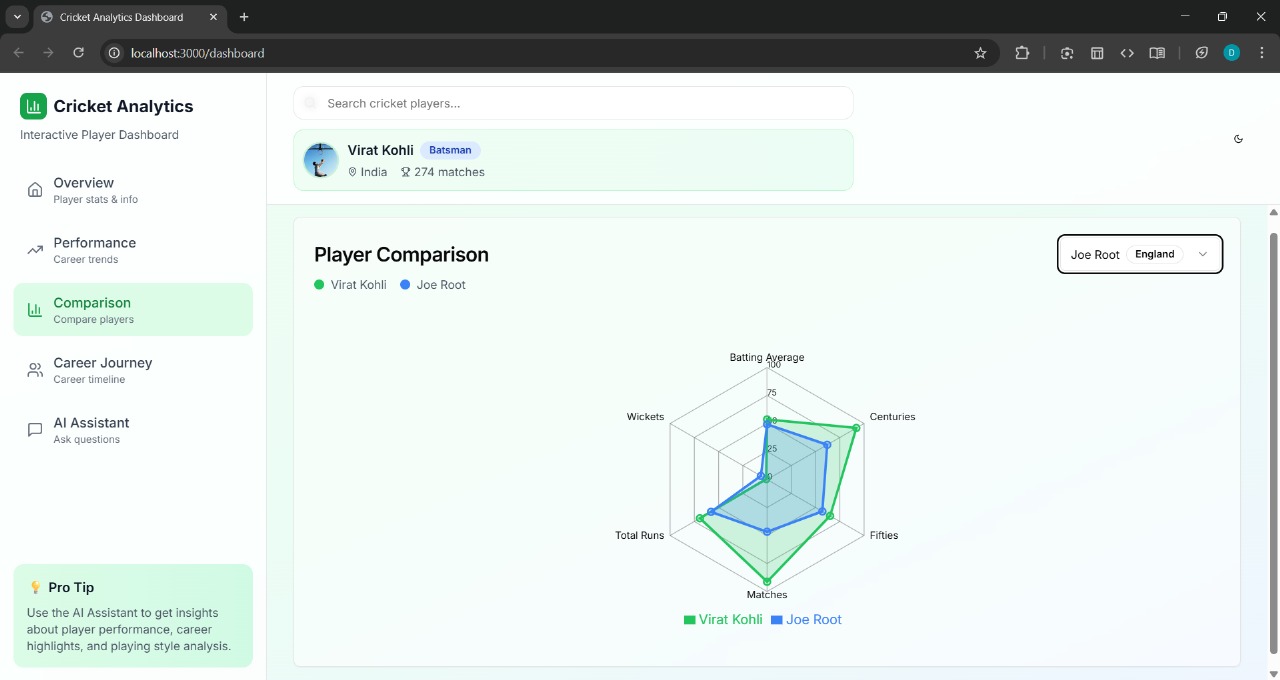 Cricket Analytics Dashboard
localhost:3000/dashboard
D
Cricket Analytics
Interactive Player Dashboard
Overview
Player stats & info
Performance
Career trends
Comparison
Compare players
Career Journey
Career timeline
AI Assistant
Ask questions
Pro Tip
Use the AI Assistant to get insights
about player performance, career
highlights, and playing style analysis.
Search cricket players...
Virat Kohli Batsman
India 274 matches
Player Comparison
Joe Root England
Virat Kohli Joe Root
Batting Average
100
75
Wickets
Centuries
25
0
Total Runs
Fifties
Matches
Virat Kohli Joe Root